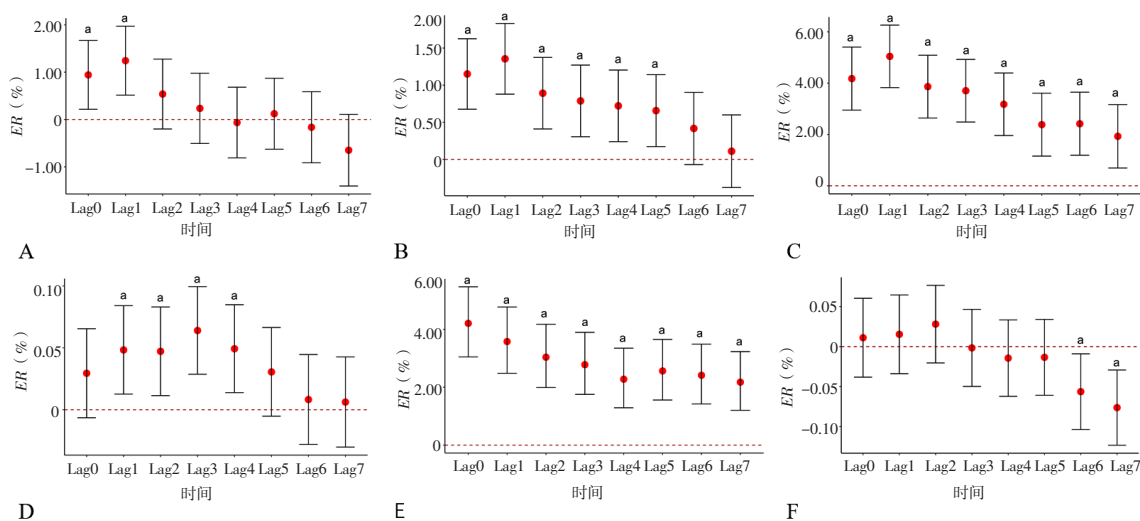 2.00
1.00
0
−1.00
ER（%）
a a
Lag0 Lag1 Lag2 Lag3 Lag4 Lag5 Lag6 Lag7
时间
A
2.00
1.50
1.00
0.50
0
ER（%）
a a a a a a
Lag0 Lag1 Lag2 Lag3 Lag4 Lag5 Lag6 Lag7
时间
B
6.00
4.00
2.00
0
ER（%）
a a a a a a a a
Lag0 Lag1 Lag2 Lag3 Lag4 Lag5 Lag6 Lag7
时间
C
0.10
0.05
0
ER（%）
a a a a
Lag0 Lag1 Lag2 Lag3 Lag4 Lag5 Lag6 Lag7
时间
D
6.00
4.00
2.00
0
ER（%）
a a a a a a a a
Lag0 Lag1 Lag2 Lag3 Lag4 Lag5 Lag6 Lag7
时间
E
0.05
0
−0.05
−0.10
ER（%）
a a
Lag0 Lag1 Lag2 Lag3 Lag4 Lag5 Lag6 Lag7
时间
F